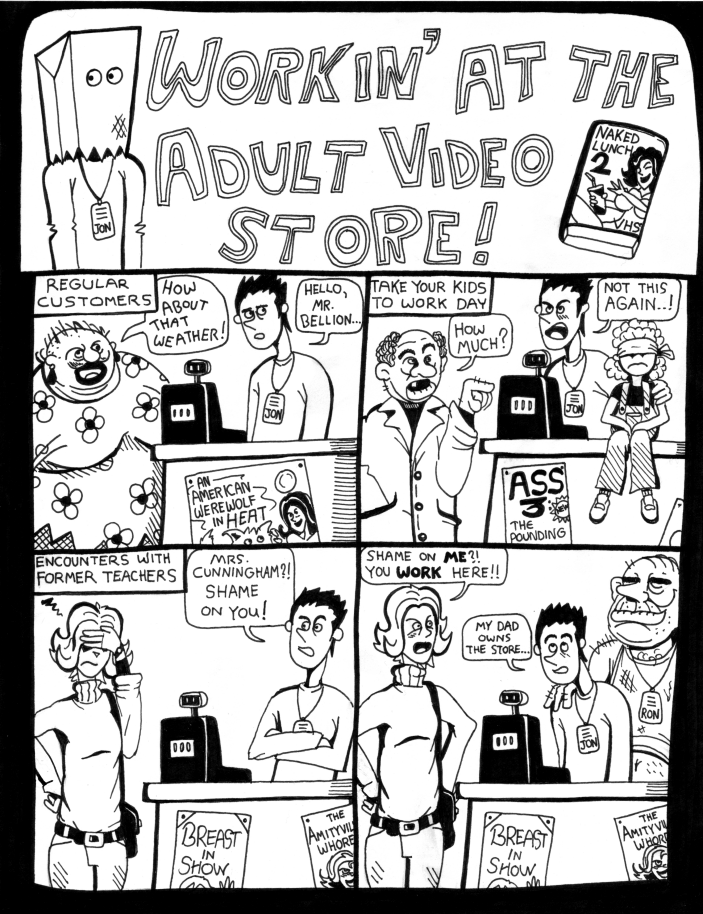 WORKIN' AT THE
ADULT VIDEO
STORE!
JON
NAKED
LUNCH
2
VHS
REGULAR
CUSTOMERS
HOW
ABOUT
THAT
WEATHER!
HELLO,
MR.
BELLION...
JON
AN
AMERICAN
WEREWOLF
IN HEAT
TAKE YOUR KIDS
TO WORK DAY
HOW
MUCH?
NOT THIS
AGAIN..!
JON
ASS
3
THE
POUNDING
ENCOUNTERS WITH
FORMER TEACHERS
MRS.
CUNNINGHAM?!
SHAME
ON YOU!
BREAST
IN
SHOW
THE
AMITYVIL
WHORE
SHAME ON ME?!
YOU WORK HERE!!
MY DAD
OWNS
THE STORE...
JON
RON
BREAST
IN
SHOW
THE
AMITYVI
WHOR